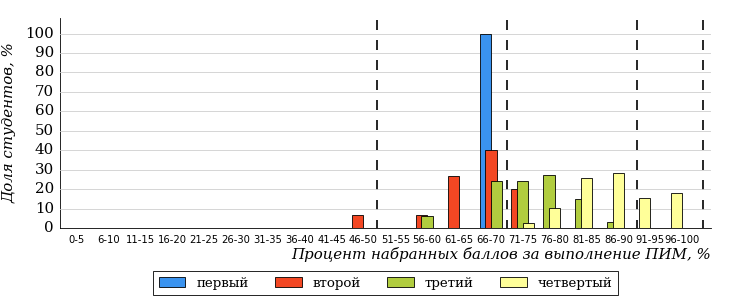 Доля студентов, %
100
90
80
70
60
50
40
30
20
10
0
0-5 6-10 11-15 16-20 21-25 26-30 31-35 36-40 41-45 46-50 51-55 56-60 61-65 66-70 71-75 76-80 81-85 86-90 91-95 96-100
Процент набранных баллов за выполнение ПИМ, %
первый второй третий четвертый